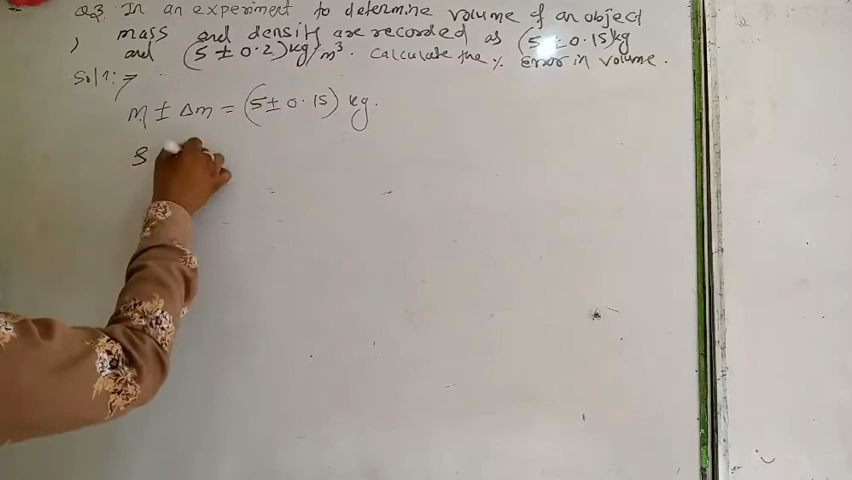 Q3. In an experiment to determine volume of an object
, mass and density are recorded as (5 ± 0.15)kg
and (5 ± 0.2)kg/m³. Calculate the % Error in volume.
Soln:⇒
m ± Δm = (5 ± 0.15) kg.
ρ